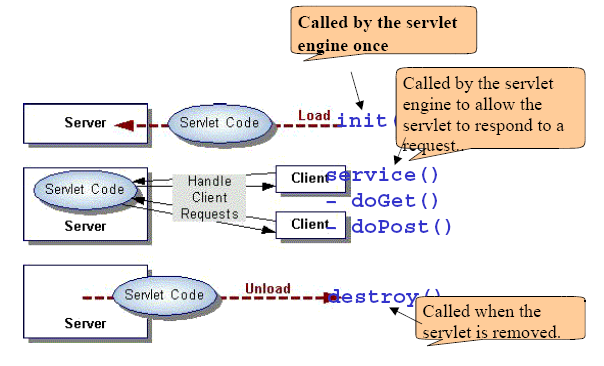 Called by the servlet
engine once
Called by the servlet
engine to allow the
servlet to respond to a
request..
Server
Servlet Code
Load
init(
Servlet Code
Server
Handle
Client
Requests
Client
Client
service()
- doGet()
- doPost()
Servlet Code
Server
Unload
destroy()
Called when the
servlet is removed.